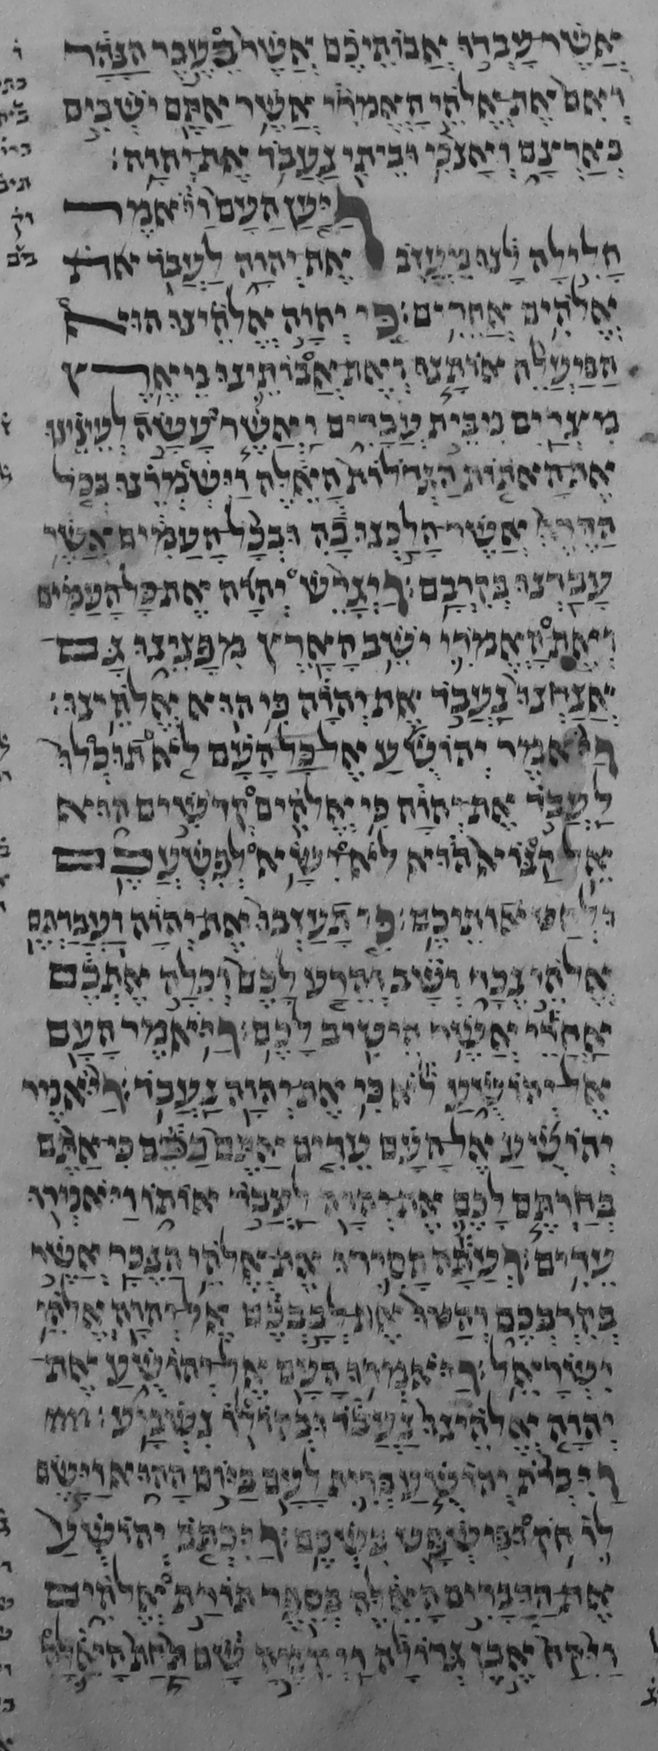 אֲשֶׁר עָבְדוּ אֲבוֹתֵיכֶם אֲשֶׁר בְּעֵבֶר הַנָּהָר
וְאִם אֶת אֱלֹהֵי הָאֱמֹרִי אֲשֶׁר אַתֶּם יֹשְׁבִים
בְּאַרְצָם וְאָנֹכִי וּבֵיתִי נַעֲבֹד אֶת יְהוָה׃
וַיַּעַן הָעָם וַיֹּאמֶר
חָלִילָה לָּנוּ מֵעֲזֹב אֶת יְהוָה לַעֲבֹד
אֱלֹהִים אֲחֵרִים׃ כִּי יְהוָה אֱלֹהֵינוּ הוּא
הַמַּעֲלֶה אוֹתָנוּ וְאֶת אֲבוֹתֵינוּ מֵאֶרֶץ
מִצְרַיִם מִבֵּית עֲבָדִים וַאֲשֶׁר עָשָׂה לְעֵינֵינוּ
אֶת הָאֹתוֹת הַגְּדֹלוֹת הָאֵלֶּה וַיִּשְׁמְרֵנוּ בְּכָל
הַדֶּרֶךְ אֲשֶׁר הָלַכְנוּ בָהּ וּבְכֹל הָעַמִּים אֲשֶׁר
עָבַרְנוּ בְּקִרְבָּם׃ וַיְגָרֶשׁ יְהוָה אֶת כָּל הָעַמִּים
וְאֶת הָאֱמֹרִי יֹשֵׁב הָאָרֶץ מִפָּנֵינוּ גַּם
אֲנַחְנוּ נַעֲבֹד אֶת יְהוָה כִּי הוּא אֱלֹהֵינוּ׃
וַיֹּאמֶר יְהוֹשֻׁעַ אֶל כָּל הָעָם לֹא תוּכְלוּ
לַעֲבֹד אֶת יְהוָה כִּי אֱלֹהִים קְדֹשִׁים הוּא
אֵל קַנּוֹא הוּא לֹא יִשָּׂא לְפִשְׁעֲכֶם
וּלְחַטֹּאותֵיכֶם׃ כִּי תַעַזְבוּ אֶת יְהוָה וַעֲבַדְתֶּם
אֱלֹהֵי נֵכָר וְשָׁב וְהֵרַע לָכֶם וְכִלָּה אֶתְכֶם
אַחֲרֵי אֲשֶׁר הֵיטִיב לָכֶם׃ וַיֹּאמֶר הָעָם
אֶל יְהוֹשֻׁעַ לֹא כִּי אֶת יְהוָה נַעֲבֹד׃ וַיֹּאמֶר
יְהוֹשֻׁעַ אֶל הָעָם עֵדִים אַתֶּם בָּכֶם כִּי אַתֶּם
בְּחַרְתֶּם לָכֶם אֶת יְהוָה לַעֲבֹד אוֹתוֹ וַיֹּאמְרוּ
עֵדִים׃ וְעַתָּה הָסִירוּ אֶת אֱלֹהֵי הַנֵּכָר אֲשֶׁר
בְּקִרְבְּכֶם וְהַטּוּ אֶת לְבַבְכֶם אֶל יְהוָה אֱלֹהֵי
יִשְׂרָאֵל׃ וַיֹּאמְרוּ הָעָם אֶל יְהוֹשֻׁעַ אֶת
יְהוָה אֱלֹהֵינוּ נַעֲבֹד וּבְקוֹלוֹ נִשְׁמָע׃
וַיִּכְרֹת יְהוֹשֻׁעַ בְּרִית לָעָם בַּיּוֹם הַהוּא וַיָּשֶׂם
לוֹ חֹק וּמִשְׁפָּט בִּשְׁכֶם׃ וַיִּכְתֹּב יְהוֹשֻׁעַ
אֶת הַדְּבָרִים הָאֵלֶּה בְּסֵפֶר תּוֹרַת אֱלֹהִים
וַיִּקַּח אֶבֶן גְּדוֹלָה וַיְקִימֶהָ שָּׁם תַּחַת הָאַלָּה